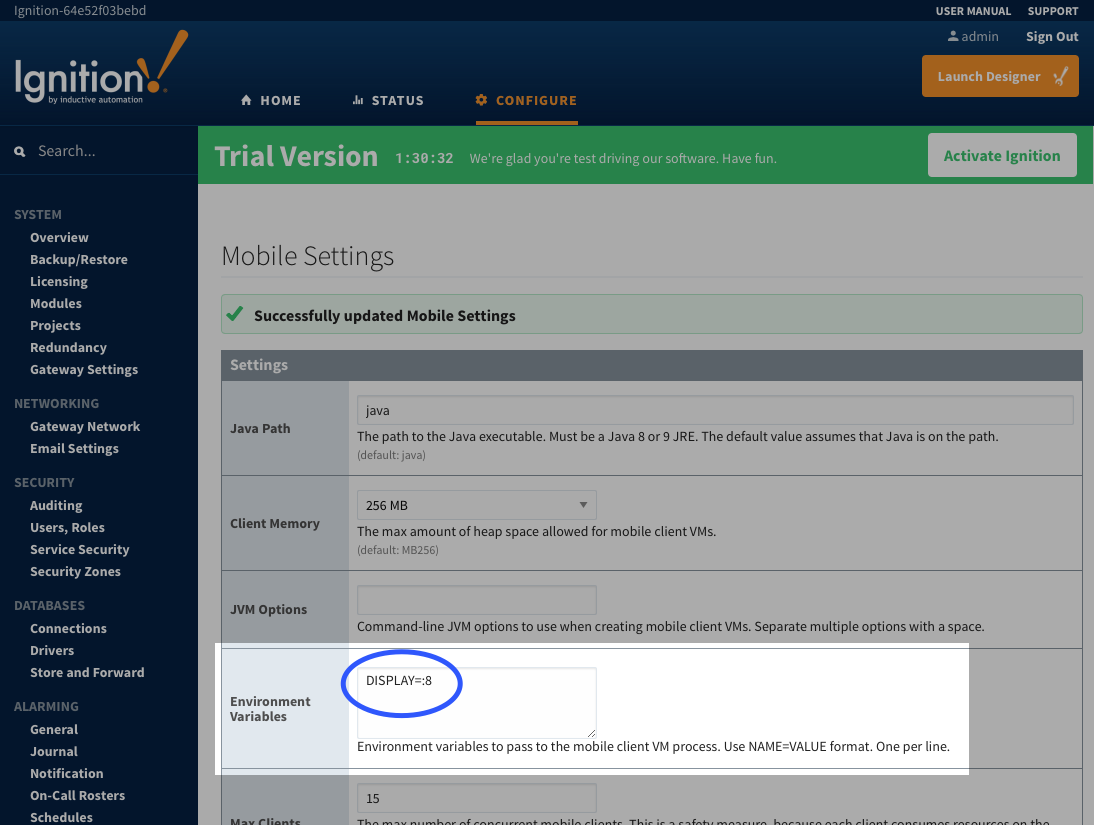 Ignition-64e52f03bebd
USER MANUAL SUPPORT
admin Sign Out
Ignition!
by inductive automation
Launch Designer
HOME STATUS CONFIGURE
Search...
Trial Version 1:30:32 We're glad you're test driving our software. Have fun.
Activate Ignition
SYSTEM
Overview
Backup/Restore
Licensing
Modules
Projects
Redundancy
Gateway Settings
NETWORKING
Gateway Network
Email Settings
SECURITY
Auditing
Users, Roles
Service Security
Security Zones
DATABASES
Connections
Drivers
Store and Forward
ALARMING
General
Journal
Notification
On-Call Rosters
Schedules
Mobile Settings
Successfully updated Mobile Settings
Settings
Java Path
java
The path to the Java executable. Must be a Java 8 or 9 JRE. The default value assumes that Java is on the path.
(default: java)
Client Memory
256 MB
The max amount of heap space allowed for mobile client VMs.
(default: MB256)
JVM Options
Command-line JVM options to use when creating mobile client VMs. Separate multiple options with a space.
Environment
Variables
DISPLAY=:8
Environment variables to pass to the mobile client VM process. Use NAME=VALUE format. One per line.
Max Clients
15
The max number of concurrent mobile clients. This is a safety measure, because each client consumes resources on the